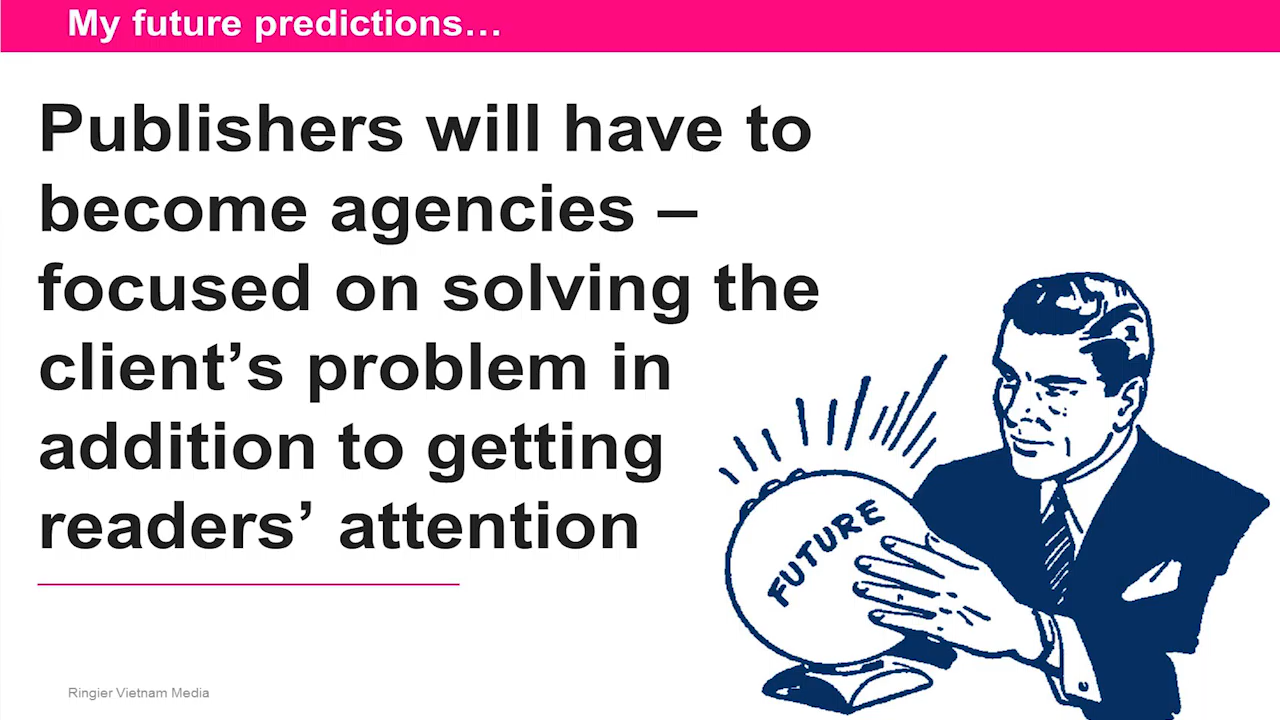 My future predictions…
Publishers will have to
become agencies –
focused on solving the
client’s problem in
addition to getting
readers’ attention
FUTURE
Ringier Vietnam Media